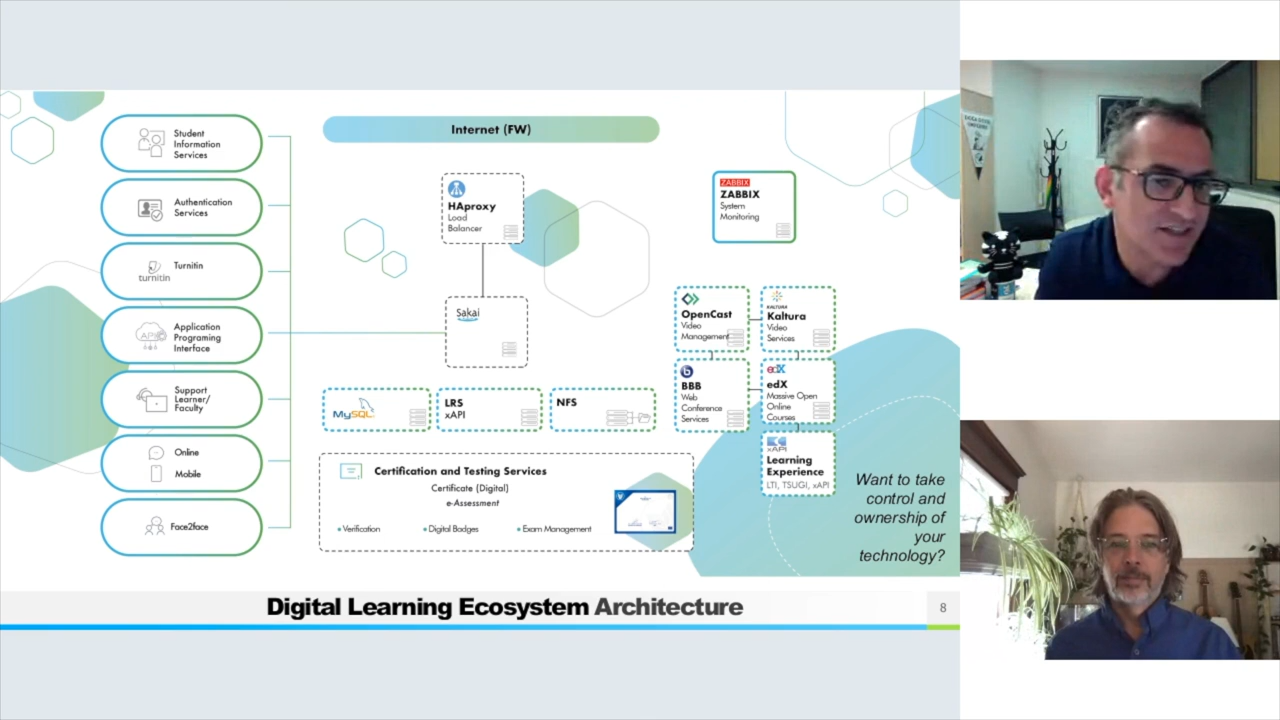 Internet (FW)
Student
Information
Services
Authentication
Services
turnitin
Turnitin
API
Application
Programing
Interface
Support
Learner/
Faculty
Online
Mobile
Face2face
HAproxy
Load
Balancer
Sakai
ZABBIX
ZABBIX
System
Monitoring
OpenCast
Video
Management
KALTURA
Kaltura
Video
Services
BBB
Web
Conference
Services
edX
edX
Massive Open
Online
Courses
xAPI
Learning
Experience
LTI, TSUGI, xAPI
MySQL
LRS
xAPI
NFS
Certification and Testing Services
Certificate (Digital)
e-Assessment
• Verification
• Digital Badges
• Exam Management
Want to take
control and
ownership of
your
technology?
Digital Learning Ecosystem Architecture
8